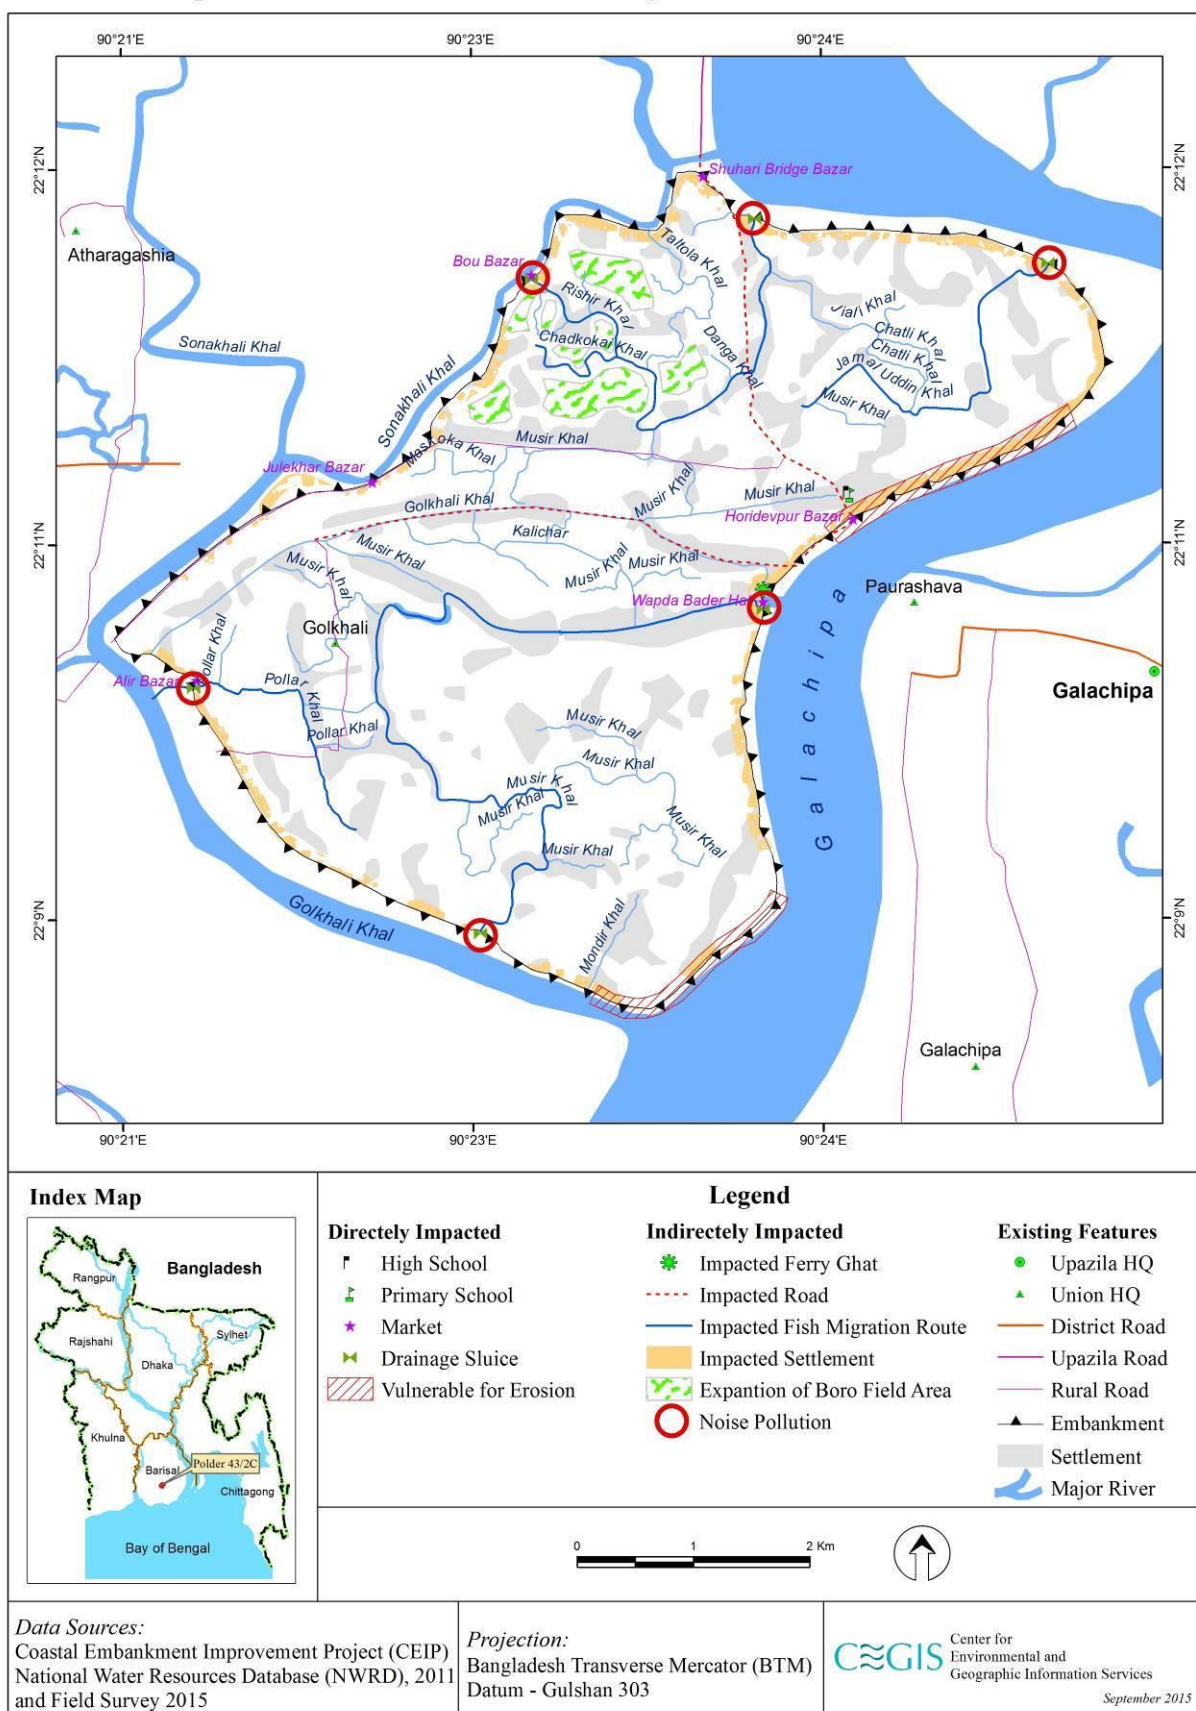 90°21'E
90°23'E
90°24'E
22°12'N
22°12'N
Shuhari Bridge Bazar
Atharagashia
Taltola Khal
Bou Bazar
Rishir Khal
Jiali Khal
Chadkokai Khal
Danga Khal
Chatli Khal
Chatli Khal
Jamal Uddin Khal
Sonakhali Khal
Sonakhali Khal
Musir Khal
Musir Khal
Maskoka Khal
Julekhar Bazar
Musir Khal
Musir Khal
Golkhali Khal
Horidevpur Bazar
Kalichar
22°11'N
22°11'N
Musir Khal
Musir Khal
Musir Khal
Musir Khal
Paurashava
Wapda Bader Ha
Golkhali
Pollar Khal
Alir Bazar
Pollar Khal
Galachipa
Galachipa
Pollar Khal
Musir Khal
Musir Khal
Musir Khal
Musir Khal
Musir Khal
Musir Khal
Golkhali Khal
Mondir Khal
22°9'N
22°9'N
Galachipa
90°21'E
90°23'E
90°24'E
Index Map
Bangladesh
Rangpur
Rajshahi
Sylhet
Dhaka
Khulna
Barisal
Polder 43/2C
Chittagong
Bay of Bengal
Legend
Directely Impacted
High School
Primary School
Market
Drainage Sluice
Vulnerable for Erosion
Indirectely Impacted
Impacted Ferry Ghat
Impacted Road
Impacted Fish Migration Route
Impacted Settlement
Expantion of Boro Field Area
Noise Pollution
Existing Features
Upazila HQ
Union HQ
District Road
Upazila Road
Rural Road
Embankment
Settlement
Major River
0 1 2 Km
Data Sources:
Coastal Embankment Improvement Project (CEIP)
National Water Resources Database (NWRD), 2011
and Field Survey 2015
Projection:
Bangladesh Transverse Mercator (BTM)
Datum - Gulshan 303
CEGIS
Center for
Environmental and
Geographic Information Services
September 2015